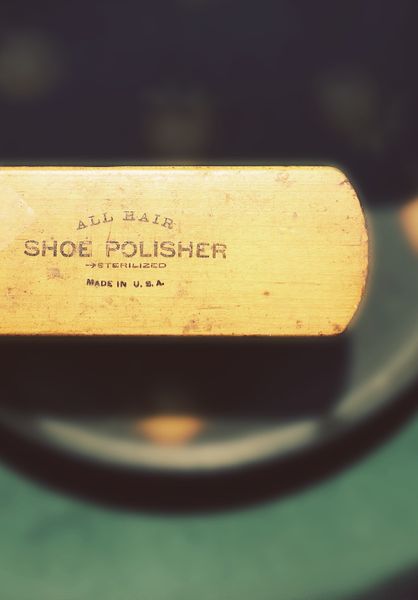 ALL HAIR
SHOE POLISHER
→STERILIZED
MADE IN U.S.A.